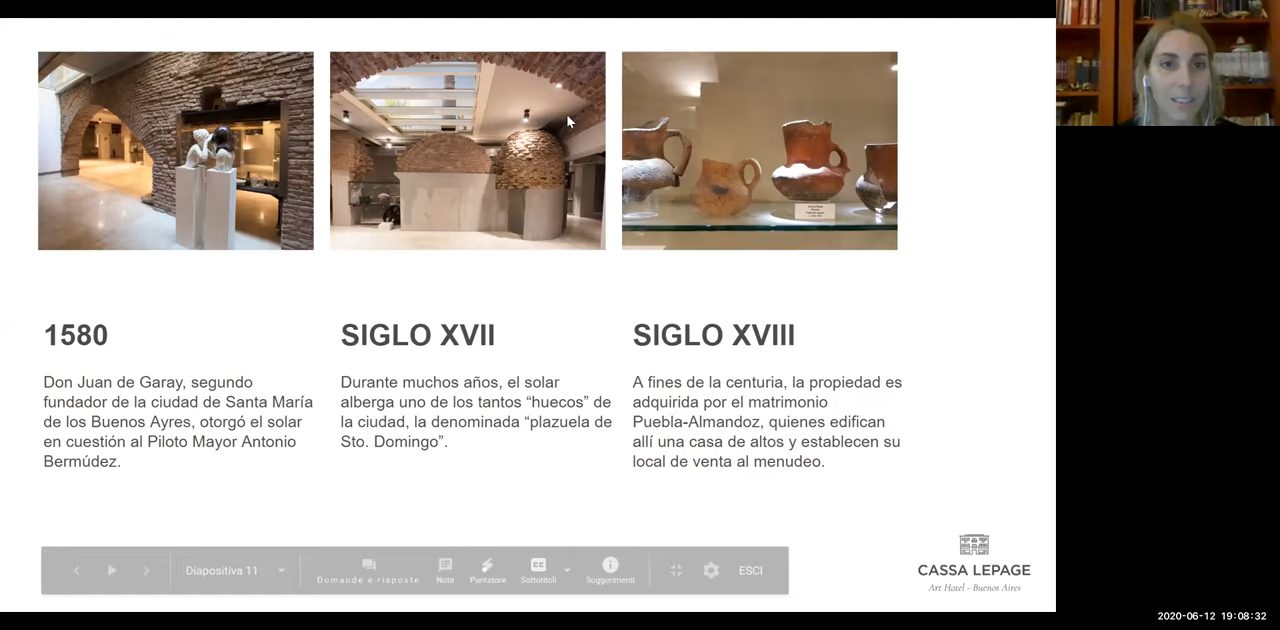 1580
Don Juan de Garay, segundo
fundador de la ciudad de Santa María
de los Buenos Ayres, otorgó el solar
en cuestión al Piloto Mayor Antonio
Bermúdez.
SIGLO XVII
Durante muchos años, el solar
alberga uno de los tantos “huecos” de
la ciudad, la denominada “plazuela de
Sto. Domingo”.
SIGLO XVIII
A fines de la centuria, la propiedad es
adquirida por el matrimonio
Puebla-Almandoz, quienes edifican
allí una casa de altos y establecen su
local de venta al menudeo.
Diapositiva 11
Domande e risposte
Note
Puntatore
CC
Sottotitoli
Suggerimenti
ESCI
CASSA LEPAGE
Art Hotel - Buenos Aires
2020-06-12 19:08:32